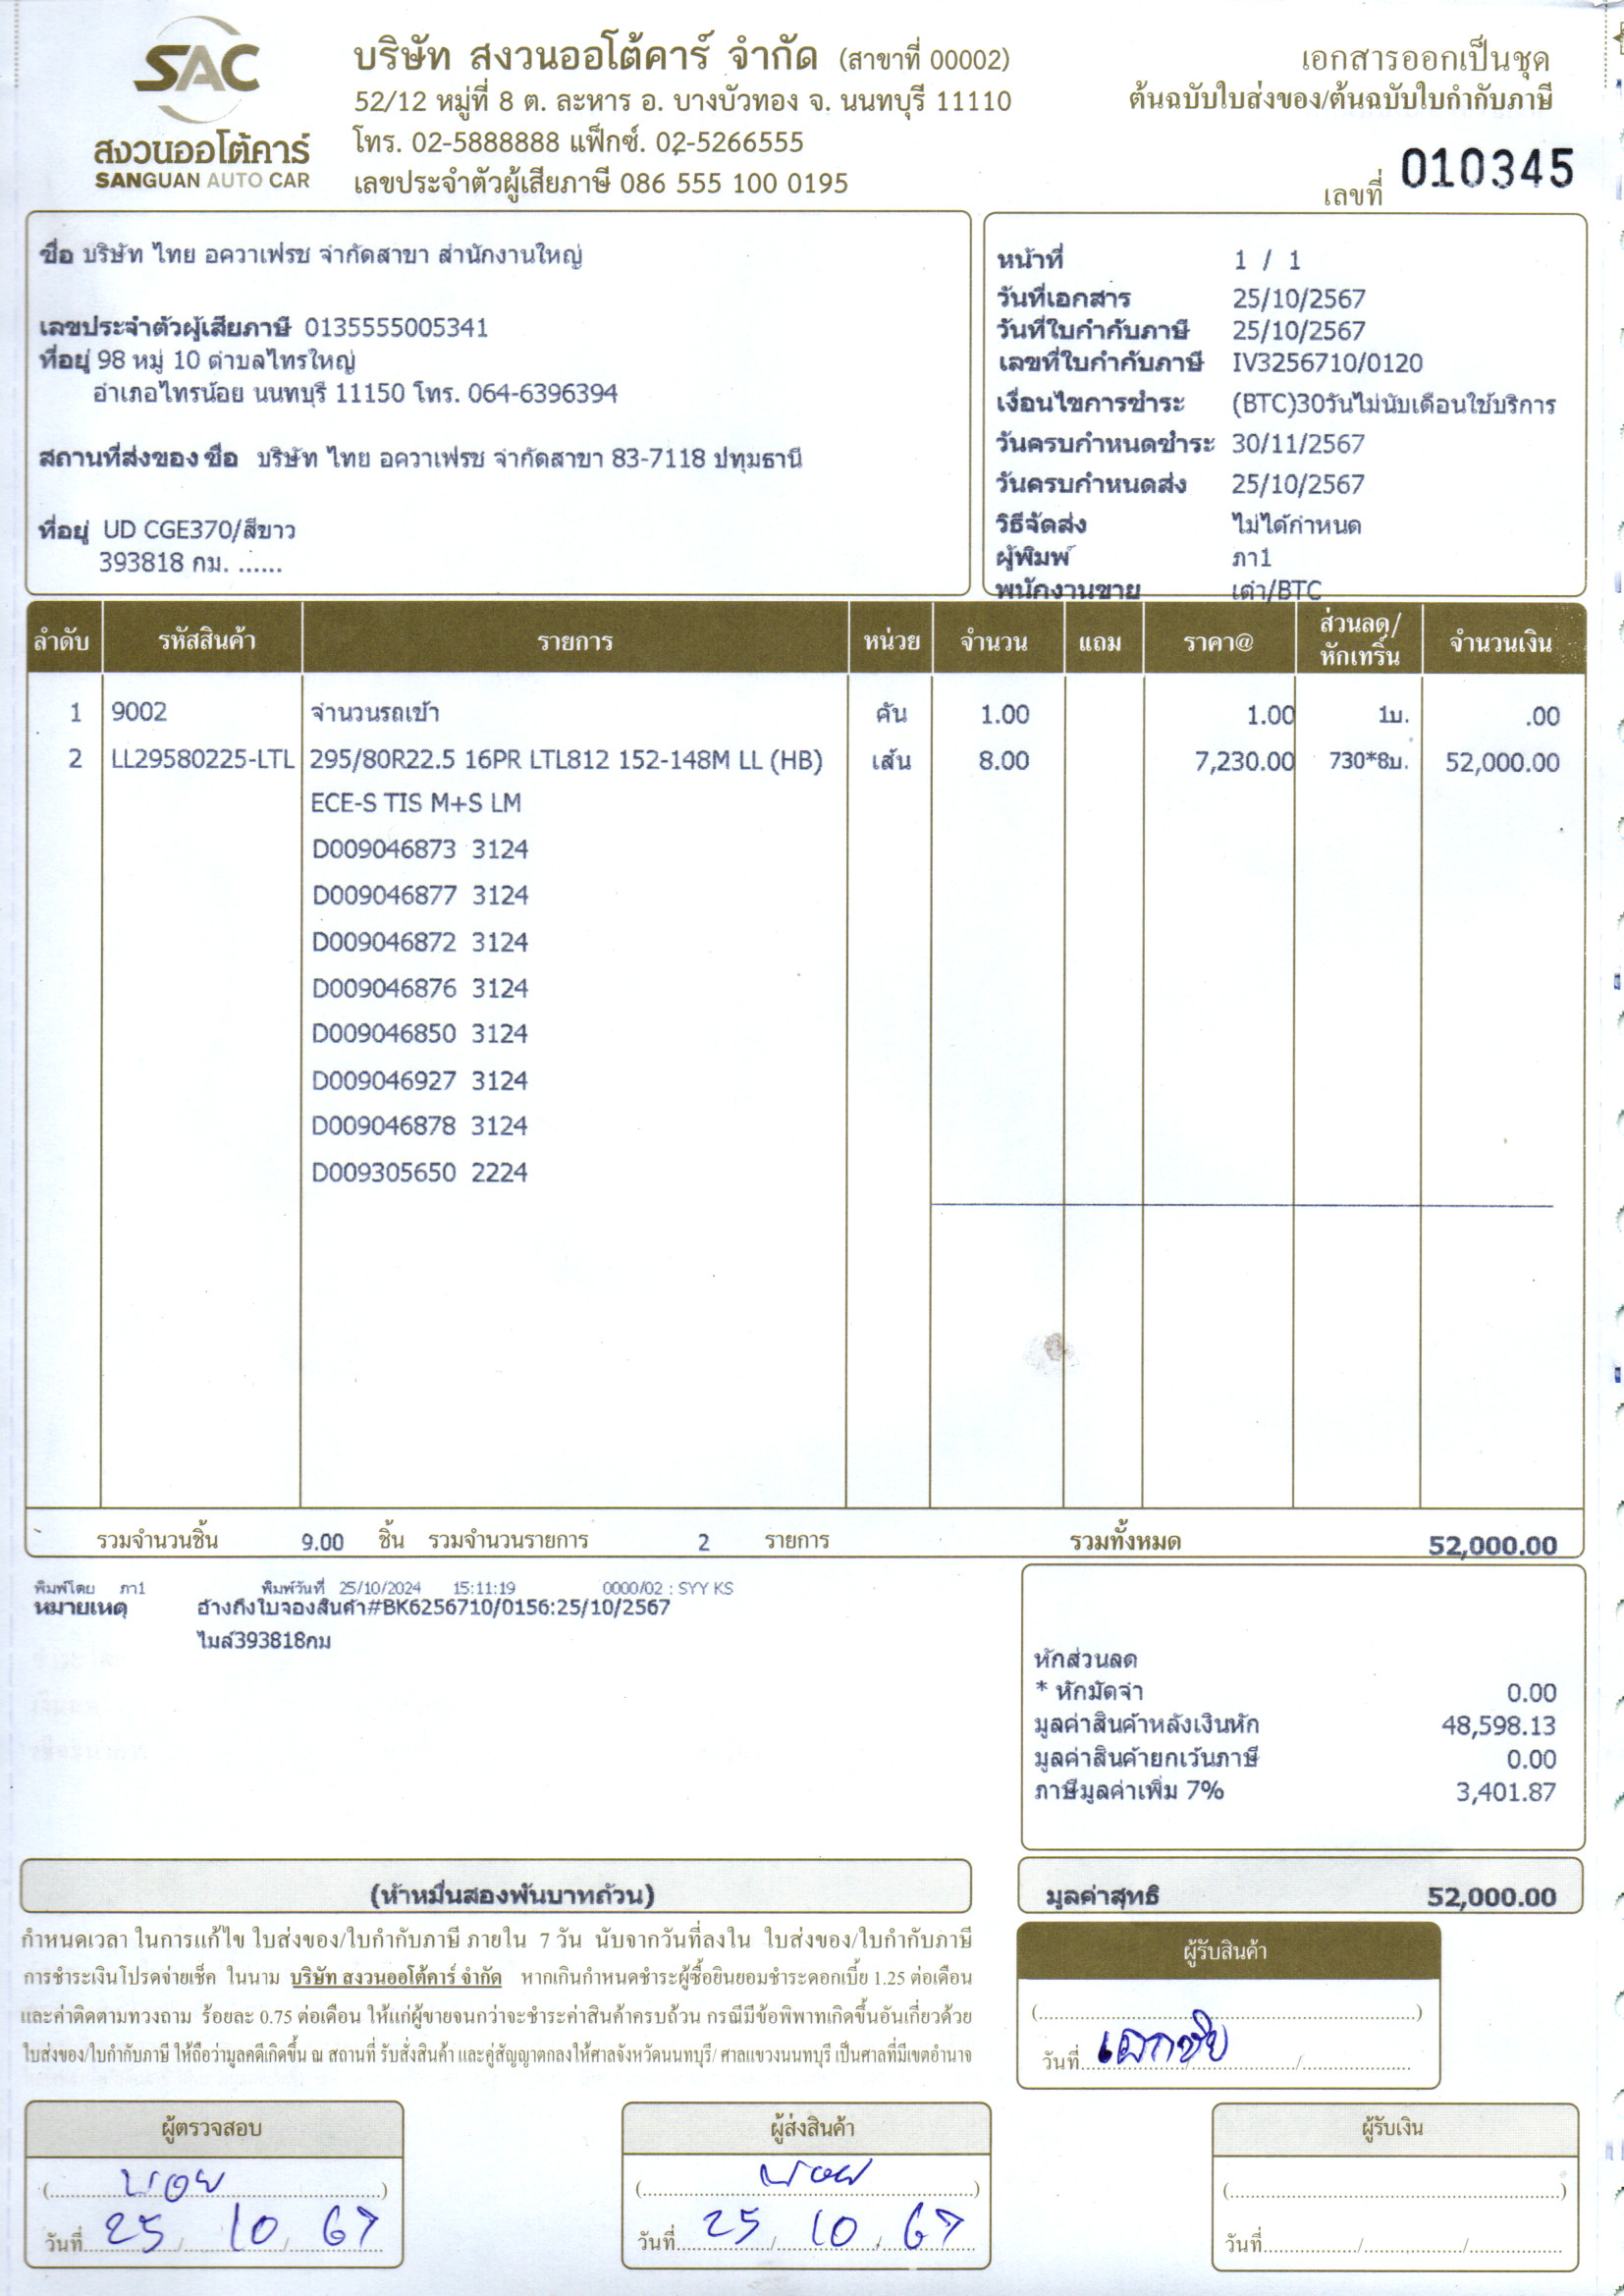 SAC
สงวนออโต้คาร์
SANGUAN AUTO CAR
บริษัท สงวนออโต้คาร์ จำกัด (สาขาที่ 00002)
52/12 หมู่ที่ 8 ต. ละหาร อ. บางบัวทอง จ. นนทบุรี 11110
โทร. 02-5888888 แฟ็กซ์. 02-5266555
เลขประจำตัวผู้เสียภาษี 086 555 100 0195
เอกสารออกเป็นชุด
ต้นฉบับใบส่งของ/ต้นฉบับใบกำกับภาษี
เลขที่ 010345
ชื่อ บริษัท ไทย อควาเฟรช จำกัดสาขา สำนักงานใหญ่
เลขประจำตัวผู้เสียภาษี 0135555005341
ที่อยู่ 98 หมู่ 10 ตำบลไทรใหญ่
อำเภอไทรน้อย นนทบุรี 11150 โทร. 064-6396394
สถานที่ส่งของ ชื่อ บริษัท ไทย อควาเฟรช จำกัดสาขา 83-7118 ปทุมธานี
ที่อยู่ UD CGE370/สีขาว
393818 กม. ......
หน้าที่ 1 / 1
วันที่เอกสาร 25/10/2567
วันที่ใบกำกับภาษี 25/10/2567
เลขที่ใบกำกับภาษี IV3256710/0120
เงื่อนไขการชำระ (BTC)30วันไม่นับเดือนใช้บริการ
วันครบกำหนดชำระ 30/11/2567
วันครบกำหนดส่ง 25/10/2567
วิธีจัดส่ง ไม่ได้กำหนด
ผู้พิมพ์ ภา1
พนักงานขาย เต่า/BTC
ลำดับ รหัสสินค้า รายการ หน่วย จำนวน แถม ราคา@ ส่วนลด/หักเทริ์น จำนวนเงิน
1 9002 จำนวนรถเข้า คัน 1.00 1.00 1บ. .00
2 LL29580225-LTL 295/80R22.5 16PR LTL812 152-148M LL (HB) เส้น 8.00 7,230.00 730*8บ. 52,000.00
ECE-S TIS M+S LM
D009046873 3124
D009046877 3124
D009046872 3124
D009046876 3124
D009046850 3124
D009046927 3124
D009046878 3124
D009305650 2224
รวมจำนวนชิ้น 9.00 ชิ้น รวมจำนวนรายการ 2 รายการ รวมทั้งหมด 52,000.00
พิมพ์โดย ภา1 พิมพ์วันที่ 25/10/2024 15:11:19 0000/02 : SYY KS
หมายเหตุ อ้างถึงใบจองสินค้า#BK6256710/0156:25/10/2567
ไมล์393818กม
หักส่วนลด
* หักมัดจำ 0.00
มูลค่าสินค้าหลังเงินหัก 48,598.13
มูลค่าสินค้ายกเว้นภาษี 0.00
ภาษีมูลค่าเพิ่ม 7% 3,401.87
(ห้าหมื่นสองพันบาทถ้วน)
มูลค่าสุทธิ 52,000.00
กำหนดเวลา ในการแก้ไข ใบส่งของ/ใบกำกับภาษี ภายใน 7 วัน นับจากวันที่ลงใน ใบส่งของ/ใบกำกับภาษี
การชำระเงินโปรดจ่ายเช็ค ในนาม บริษัท สงวนออโต้คาร์ จำกัด หากเกินกำหนดชำระผู้ซื้อยินยอมชำระดอกเบี้ย 1.25 ต่อเดือน
และค่าติดตามทวงถาม ร้อยละ 0.75 ต่อเดือน ให้แก่ผู้ขายจนกว่าจะชำระค่าสินค้าครบถ้วน กรณีมีข้อพิพาทเกิดขึ้นอันเกี่ยวด้วย
ใบส่งของ/ใบกำกับภาษี ให้ถือว่ามูลคดีเกิดขึ้น ณ สถานที่ รับสั่งสินค้า และคู่สัญญาตกลงให้ศาลจังหวัดนนทบุรี/ ศาลแขวงนนทบุรี เป็นศาลที่มีเขตอำนาจ
ผู้รับสินค้า
วันที่ เอกชัย
ผู้ตรวจสอบ
นอย
วันที่ 25/10/67
ผู้ส่งสินค้า
นอย
วันที่ 25/10/67
ผู้รับเงิน
วันที่